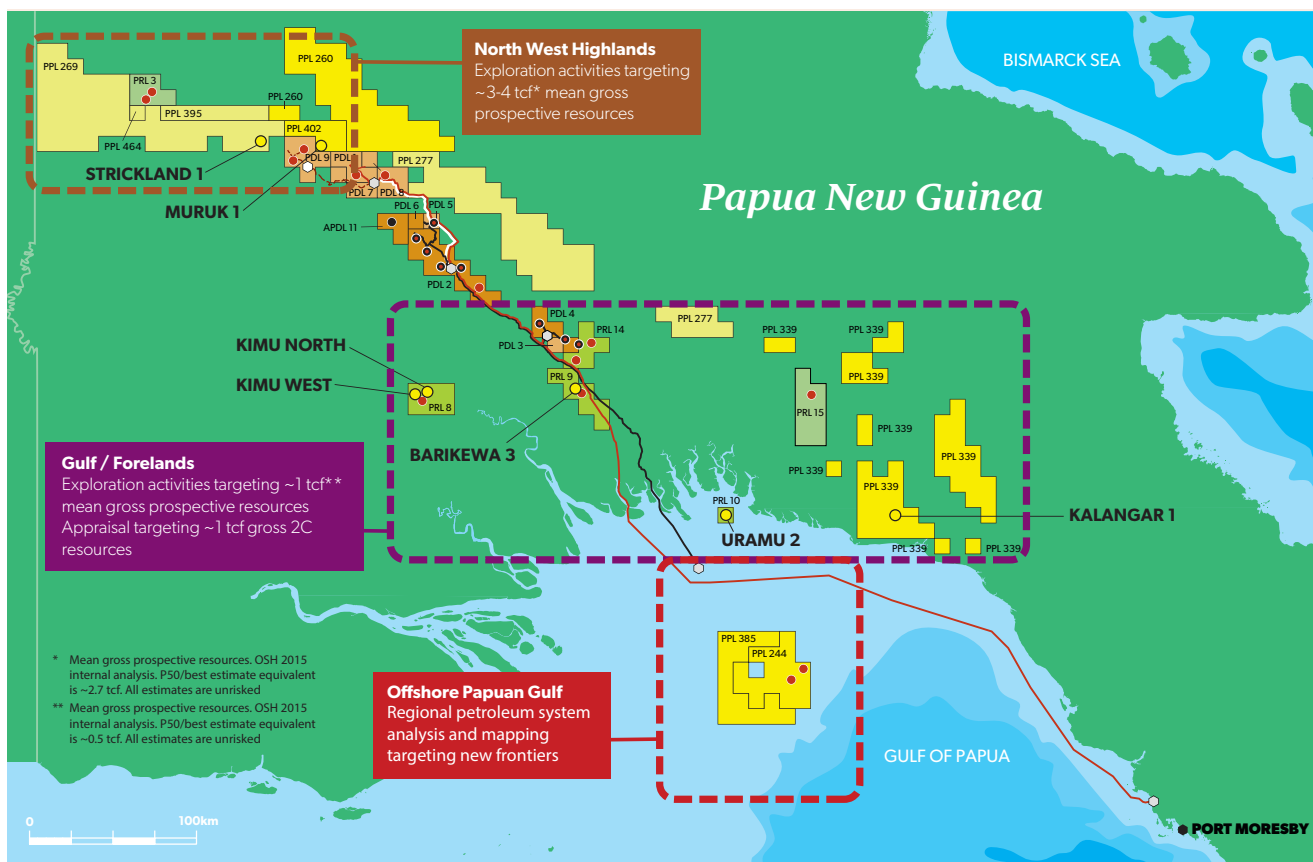 BISMARCK SEA
North West Highlands
Exploration activities targeting
~3-4 tcf* mean gross
prospective resources
PPL 269
PPL 260
PRL 3
PPL 260
PPL 395
PPL 402
PPL 464
STRICKLAND 1
PDL 9
PPL 277
MURUK 1
PDL 7
PDL 8
Papua New Guinea
PDL 6
PDL 5
APDL 11
PDL 2
PDL 4
PDL 3
PRL 14
PPL 277
PPL 339
PPL 339
PPL 339
KIMU NORTH
KIMU WEST
PRL 8
PRL 9
PRL 15
PPL 339
BARIKEWA 3
PPL 339
PPL 339
PPL 339
Gulf / Forelands
Exploration activities targeting ~1 tcf**
mean gross prospective resources
Appraisal targeting ~1 tcf gross 2C
resources
PRL 10
URAMU 2
KALANGAR 1
PPL 339
PPL 339
PPL 385
PPL 244
* Mean gross prospective resources. OSH 2015
internal analysis. P50/best estimate equivalent
is ~2.7 tcf. All estimates are unrisked
** Mean gross prospective resources. OSH 2015
internal analysis. P50/best estimate equivalent
is ~0.5 tcf. All estimates are unrisked
Offshore Papuan Gulf
Regional petroleum system
analysis and mapping
targeting new frontiers
GULF OF PAPUA
0 100km
PORT MORESBY